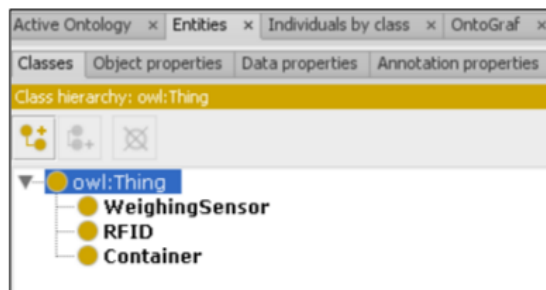 Active Ontology × Entities × Individuals by class × OntoGraf ×
Classes Object properties Data properties Annotation properties
Class hierarchy: owl:Thing
owl:Thing
WeighingSensor
RFID
Container